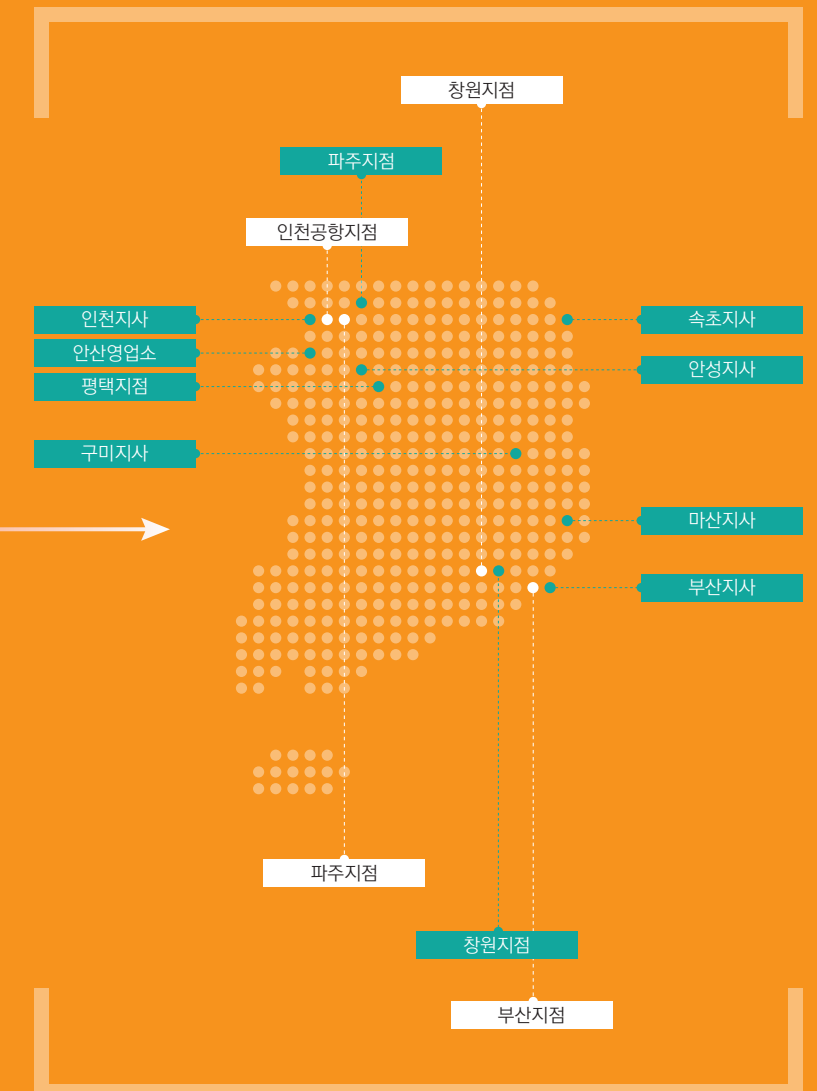 창원지점
파주지점
인천공항지점
인천지사
속초지사
안산영업소
안성지사
평택지점
구미지사
마산지사
부산지사
파주지점
창원지점
부산지점